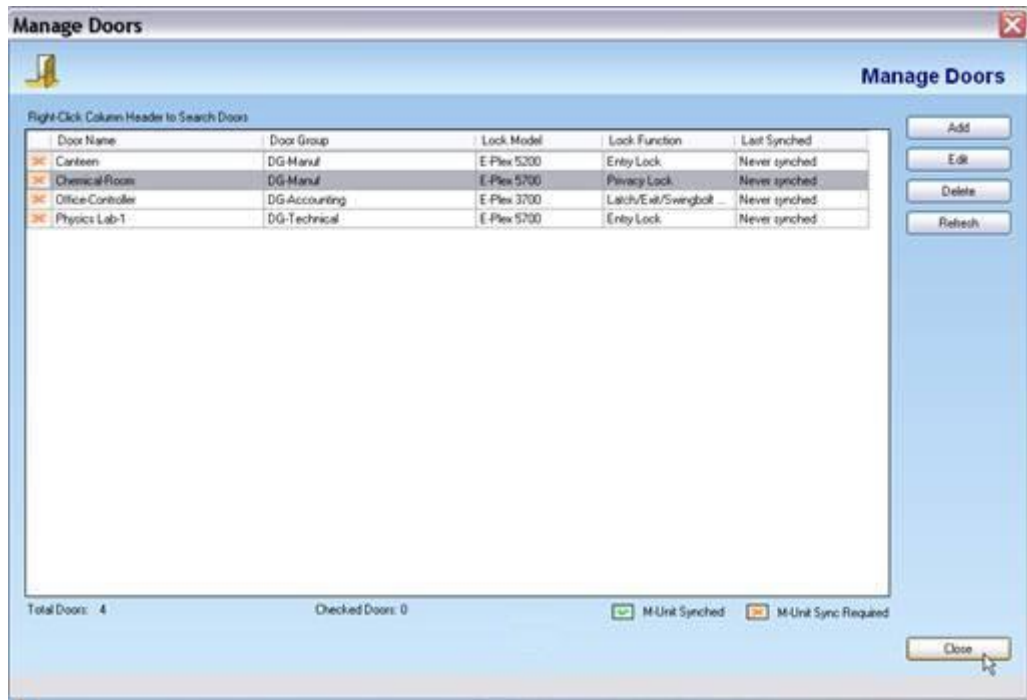 Manage Doors
Manage Doors
Right-Click Column Header to Search Doors
Door Name Door Group Lock Model Lock Function Last Synched
Canteen DG-Manuf E-Plex 5200 Entry Lock Never synched
Chemical-Room DG-Manuf E-Plex 5700 Privacy Lock Never synched
Office-Controller DG-Accounting E-Plex 3700 Latch/Exit/Swingbolt ... Never synched
Physics Lab-1 DG-Technical E-Plex 5700 Entry Lock Never synched
Add
Edit
Delete
Refresh
Total Doors: 4 Checked Doors: 0 M-Unit Synched M-Unit Sync Required
Close